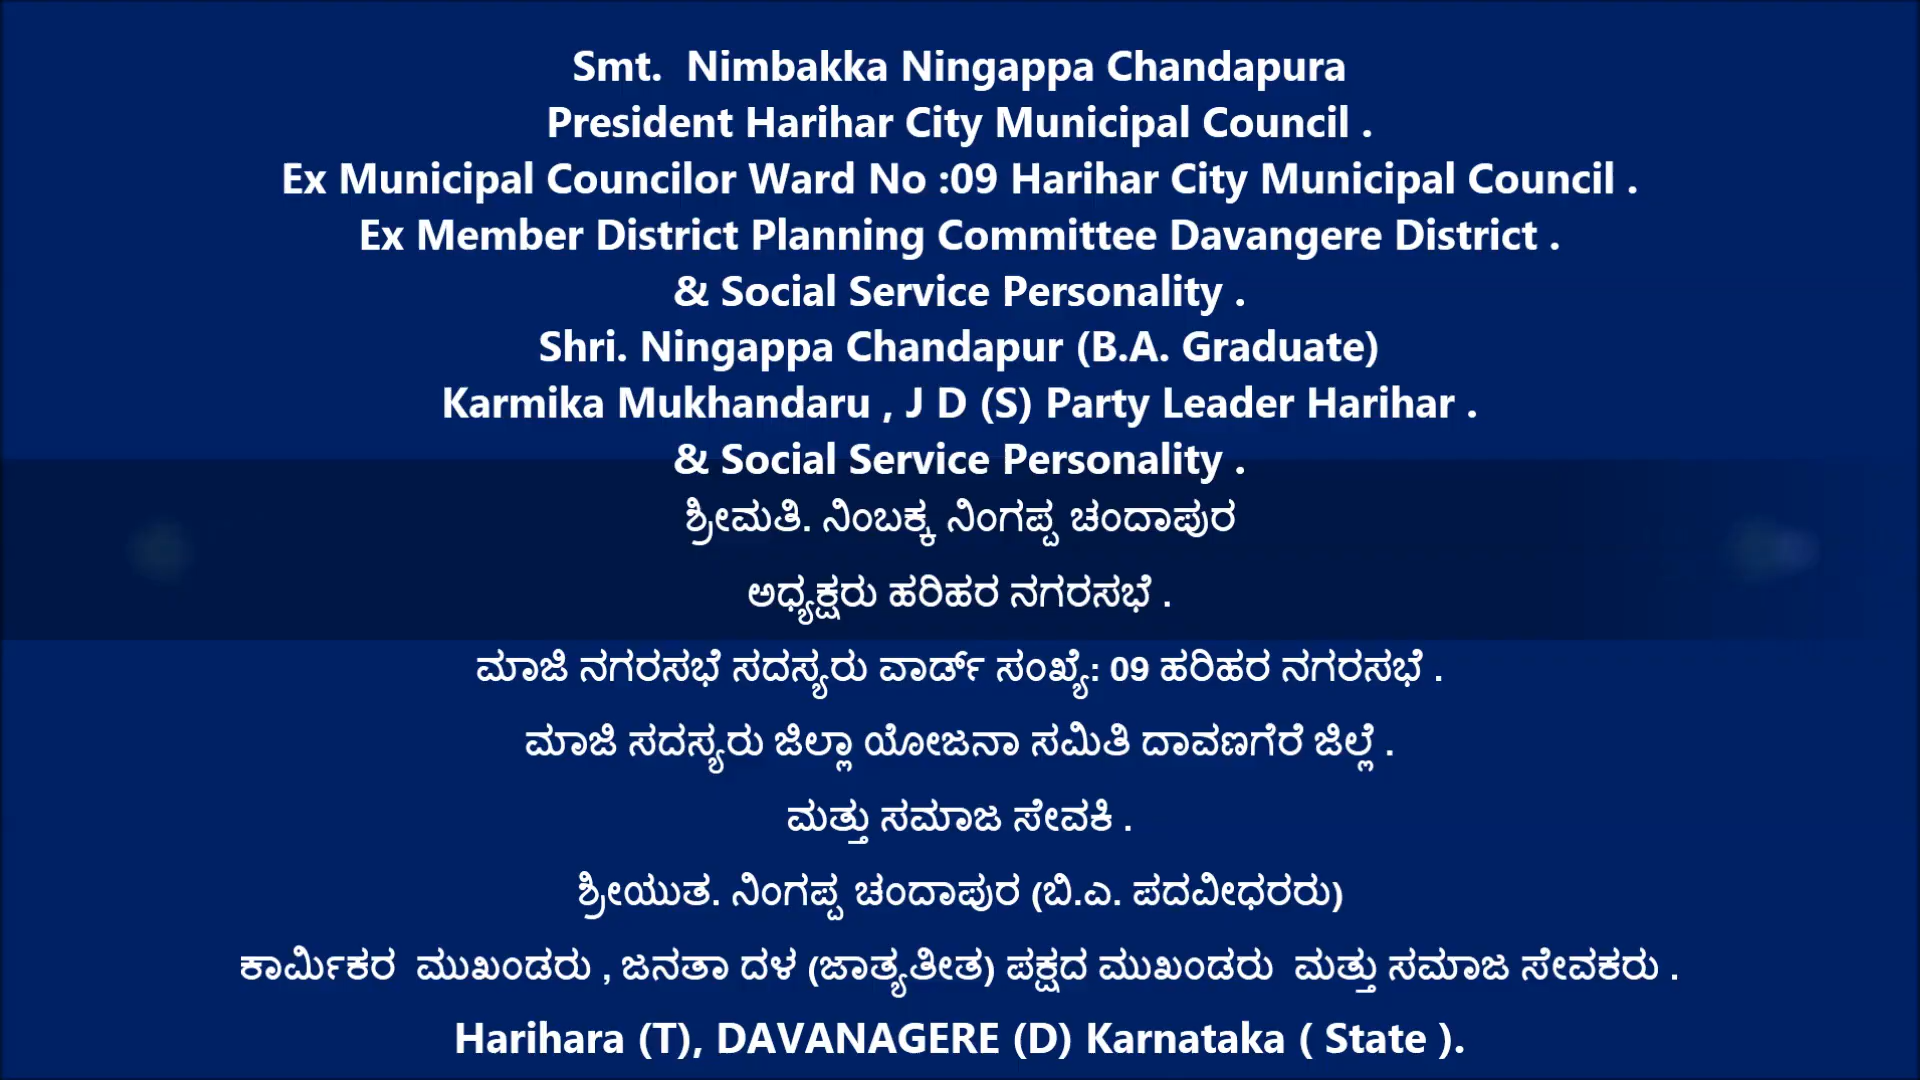 Smt.  Nimbakka Ningappa Chandapura
President Harihar City Municipal Council .
Ex Municipal Councilor Ward No :09 Harihar City Municipal Council .
Ex Member District Planning Committee Davangere District .
& Social Service Personality .
Shri. Ningappa Chandapur (B.A. Graduate)
Karmika Mukhandaru , J D (S) Party Leader Harihar .
& Social Service Personality .
ಶ್ರೀಮತಿ. ನಿಂಬಕ್ಕ ನಿಂಗಪ್ಪ ಚಂದಾಪುರ
ಅಧ್ಯಕ್ಷರು ಹರಿಹರ ನಗರಸಭೆ .
ಮಾಜಿ ನಗರಸಭೆ ಸದಸ್ಯರು ವಾರ್ಡ್ ಸಂಖ್ಯೆ: 09 ಹರಿಹರ ನಗರಸಭೆ .
ಮಾಜಿ ಸದಸ್ಯರು ಜಿಲ್ಲಾ ಯೋಜನಾ ಸಮಿತಿ ದಾವಣಗೆರೆ ಜಿಲ್ಲೆ .
ಮತ್ತು ಸಮಾಜ ಸೇವಕಿ .
ಶ್ರೀಯುತ. ನಿಂಗಪ್ಪ ಚಂದಾಪುರ (ಬಿ.ಎ. ಪದವೀಧರರು)
ಕಾರ್ಮಿಕರ  ಮುಖಂಡರು , ಜನತಾ ದಳ (ಜಾತ್ಯತೀತ) ಪಕ್ಷದ ಮುಖಂಡರು  ಮತ್ತು ಸಮಾಜ ಸೇವಕರು .
Harihara (T), DAVANAGERE (D) Karnataka ( State ).